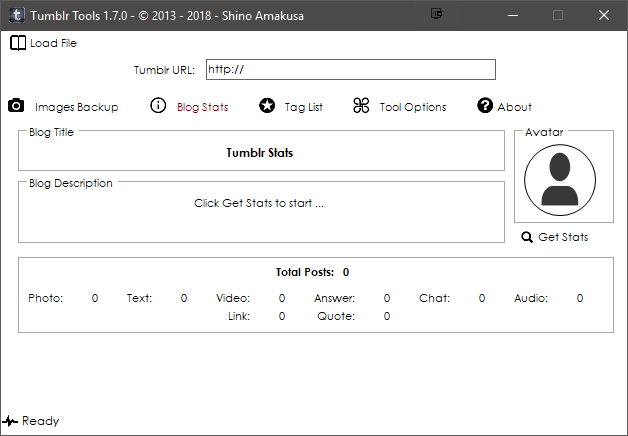 Tumblr Tools 1.7.0 - © 2013 - 2018 - Shino Amakusa
Load File
Tumblr URL: http://
Images Backup Blog Stats Tag List Tool Options About
Blog Title Avatar
Tumblr Stats
Blog Description
Click Get Stats to start ...
Get Stats
Total Posts: 0
Photo: 0 Text: 0 Video: 0 Answer: 0 Chat: 0 Audio: 0
Link: 0 Quote: 0
Ready